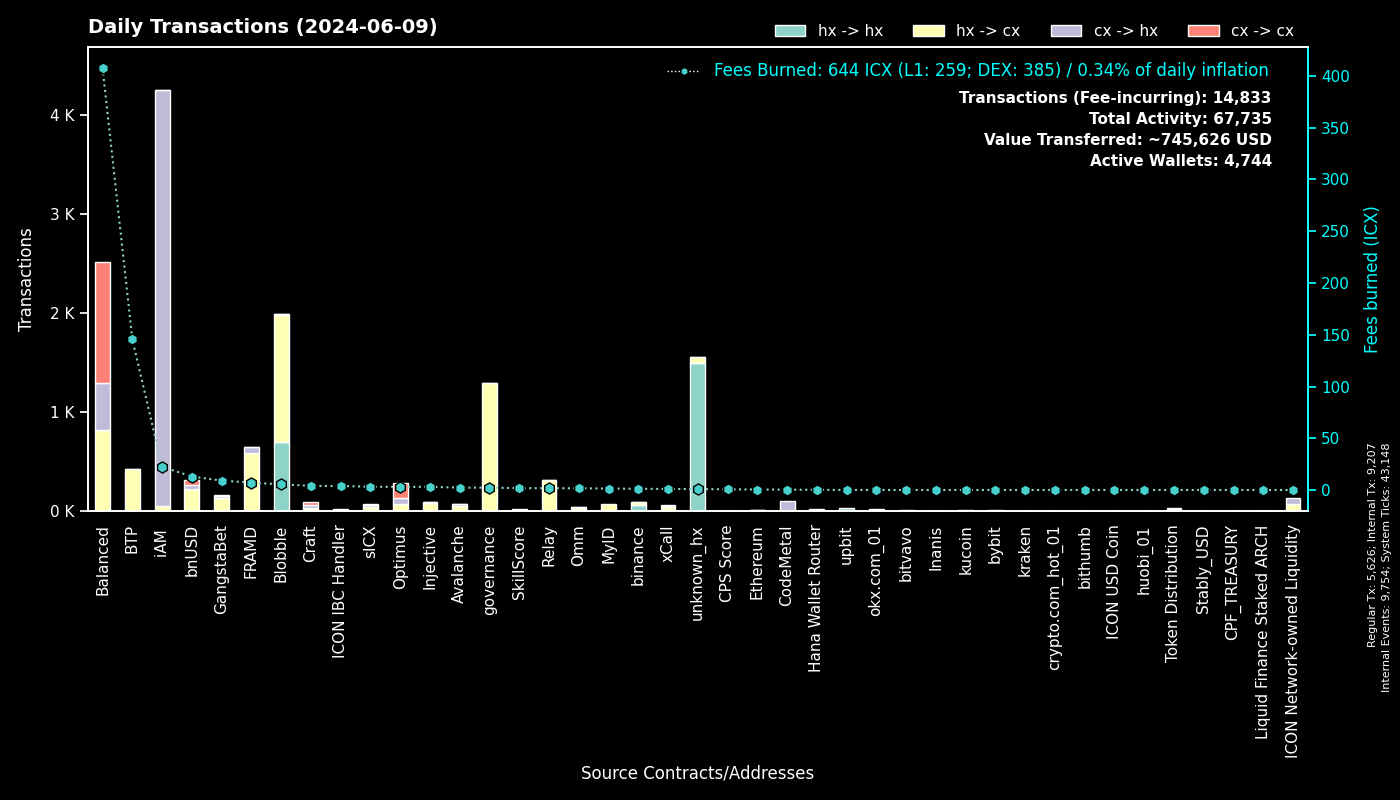 Daily Transactions (2024-06-09)
hx -> hx
hx -> cx
cx -> hx
cx -> cx
Fees Burned: 644 ICX (L1: 259; DEX: 385) / 0.34% of daily inflation
Transactions (Fee-incurring): 14,833
Total Activity: 67,735
Value Transferred: ~745,626 USD
Active Wallets: 4,744
Transactions
4 K
3 K
2 K
1 K
0 K
400
350
300
250
200
150
100
50
0
Fees burned (ICX)
Balanced
BTP
iAM
bnUSD
GangstaBet
FRAMD
Blobble
Craft
ICON IBC Handler
sICX
Optimus
Injective
Avalanche
governance
SkillScore
Relay
Omm
MyID
binance
xCall
unknown_hx
CPS Score
Ethereum
CodeMetal
Hana Wallet Router
upbit
okx.com_01
bitvavo
Inanis
kucoin
bybit
kraken
crypto.com_hot_01
bithumb
ICON USD Coin
huobi_01
Token Distribution
Stably_USD
CPF_TREASURY
Liquid Finance Staked ARCH
ICON Network-owned Liquidity
Source Contracts/Addresses
Regular Tx: 5,626; Internal Tx: 9,207
Internal Events: 9,754; System Ticks: 43,148